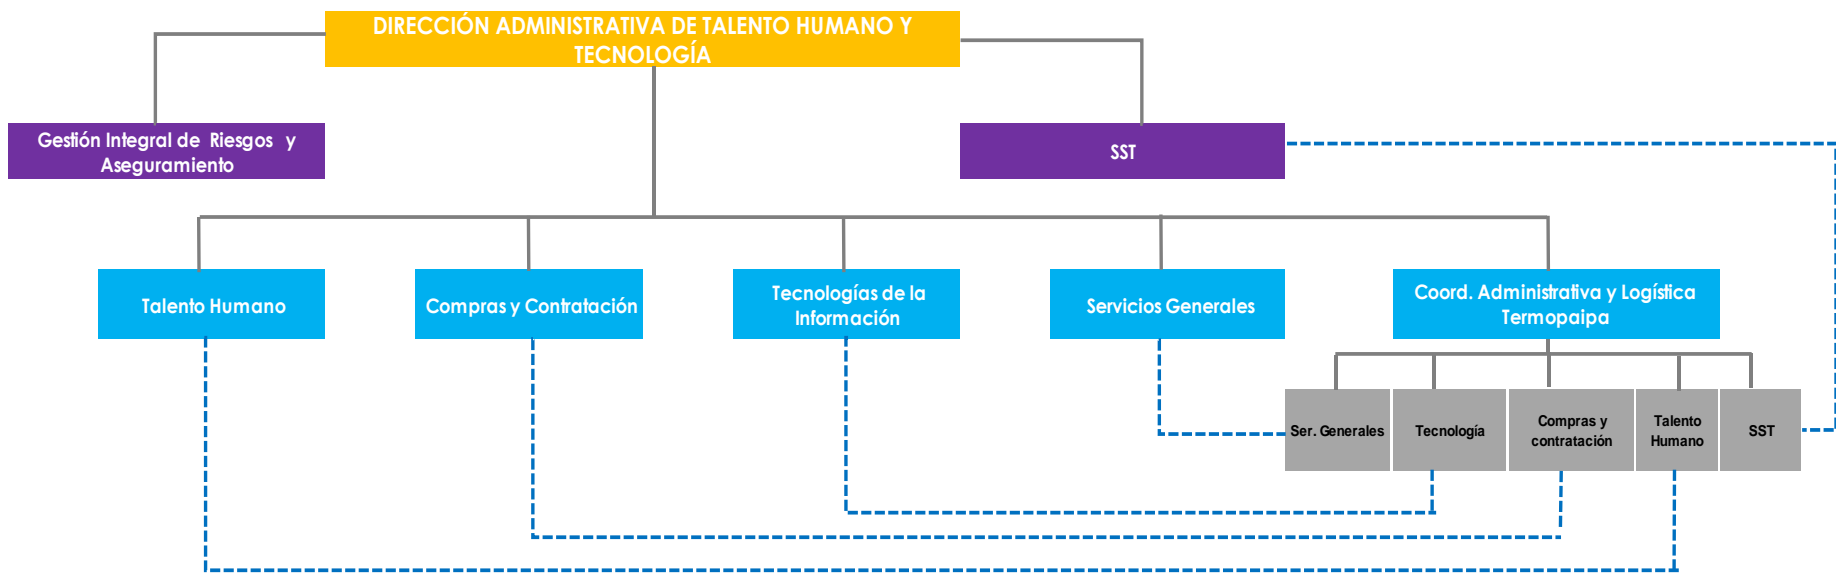 DIRECCIÓN ADMINISTRATIVA DE TALENTO HUMANO Y
TECNOLOGÍA
Gestión Integral de Riesgos y
Aseguramiento
SST
Talento Humano
Compras y Contratación
Tecnologías de la
Información
Servicios Generales
Coord. Administrativa y Logística
Termopaipa
Ser. Generales
Tecnología
Compras y
contratación
Talento
Humano
SST